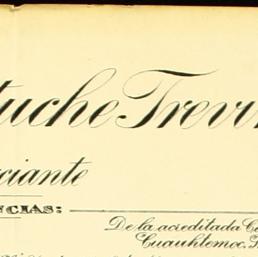 tuche Trevi
ciante
NCIAS:
De la acreditada C
Cuauhtemoc.